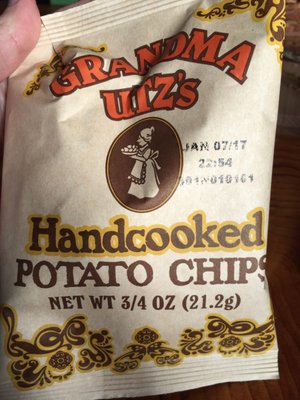 GRANDMA
UTZ's
JAN 07/17
22:54
Handcooked
POTATO CHIPS
NET WT 3/4 OZ (21.2g)